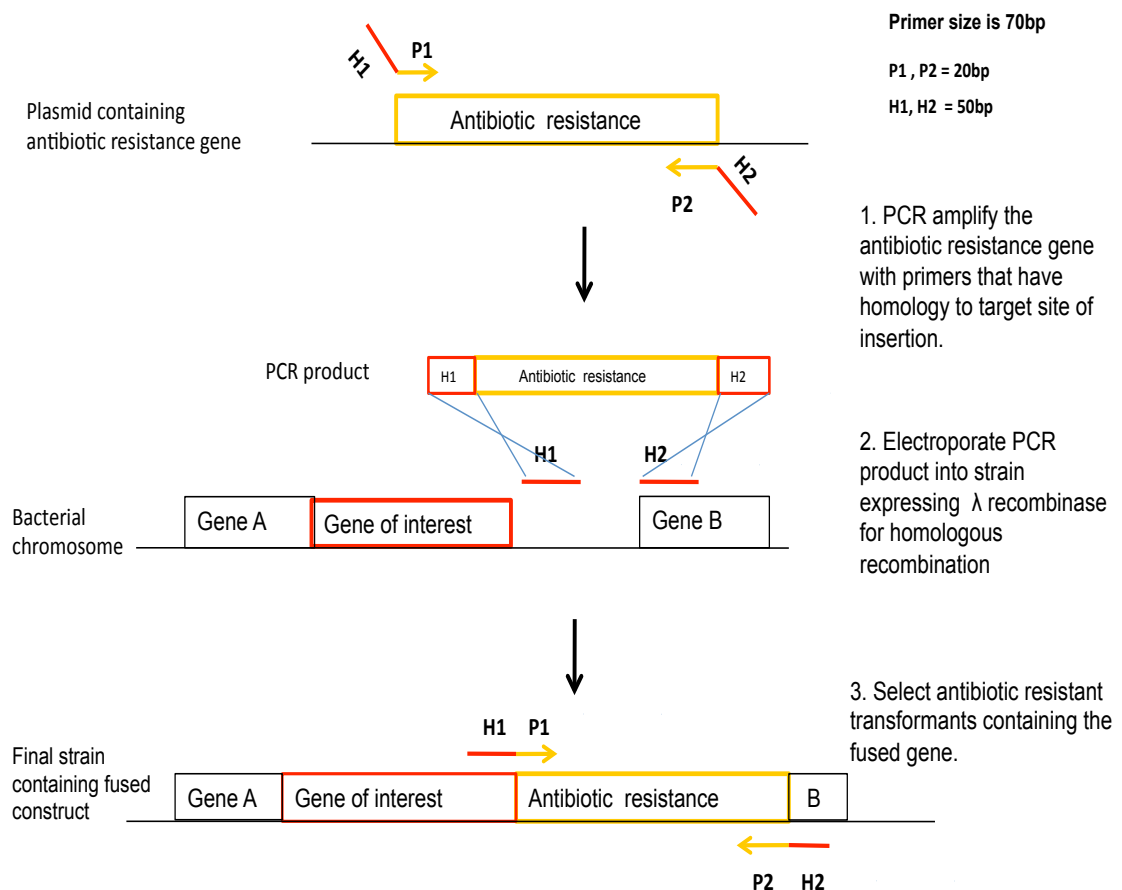 Primer size is 70bp
P1 , P2 = 20bp
H1, H2 = 50bp
H1
P1
Plasmid containing
antibiotic resistance gene
Antibiotic resistance
P2
H2
1. PCR amplify the
antibiotic resistance gene
with primers that have
homology to target site of
insertion.
PCR product
H1
Antibiotic resistance
H2
H1
H2
2. Electroporate PCR
product into strain
expressing λ recombinase
for homologous
recombination
Bacterial
chromosome
Gene A
Gene of interest
Gene B
3. Select antibiotic resistant
transformants containing the
fused gene.
H1 P1
Final strain
containing fused
construct
Gene A
Gene of interest
Antibiotic resistance
B
P2 H2